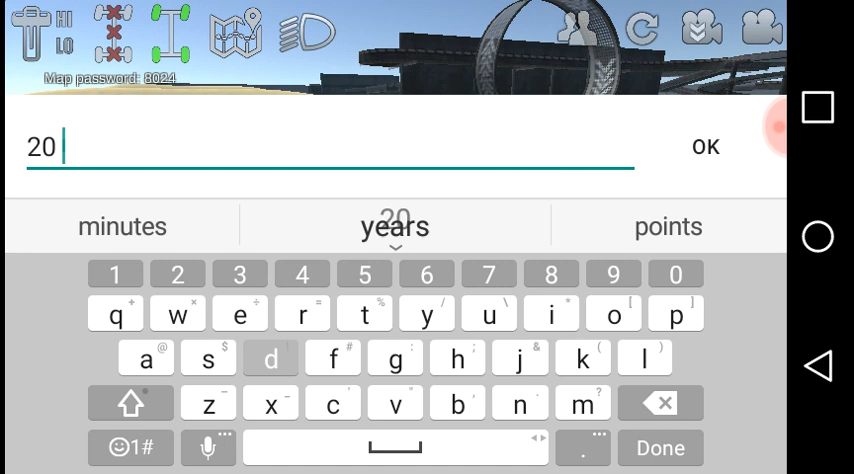 HI
LO
Map password: 8024
20
OK
minutes years points
1 2 3 4 5 6 7 8 9 0
q w e r t y u i o p
a s d f g h j k l
z x c v b n m
1# . Done